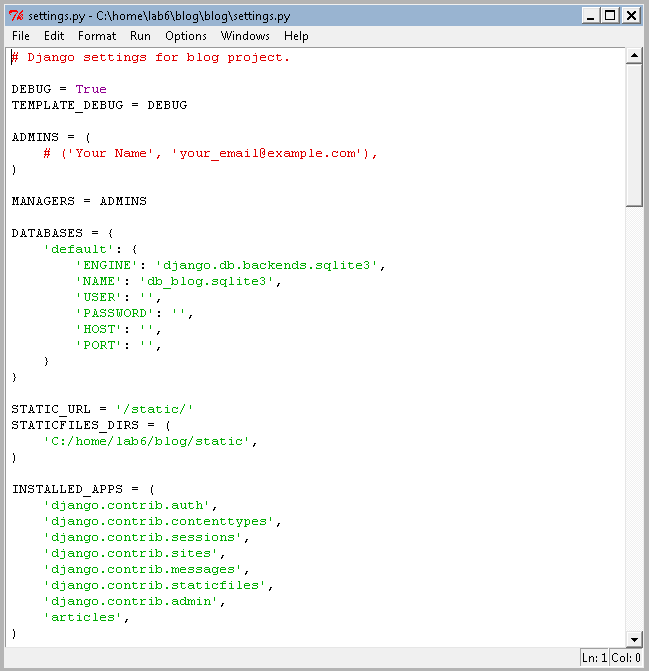 settings.py - C:\home\lab6\blog\blog\settings.py
File Edit Format Run Options Windows Help
# Django settings for blog project.
DEBUG = True
TEMPLATE_DEBUG = DEBUG
ADMINS = (
    # ('Your Name', 'your_email@example.com'),
)
MANAGERS = ADMINS
DATABASES = {
    'default': {
        'ENGINE': 'django.db.backends.sqlite3',
        'NAME': 'db_blog.sqlite3',
        'USER': '',
        'PASSWORD': '',
        'HOST': '',
        'PORT': '',
    }
}
STATIC_URL = '/static/'
STATICFILES_DIRS = (
    'C:/home/lab6/blog/static',
)
INSTALLED_APPS = (
    'django.contrib.auth',
    'django.contrib.contenttypes',
    'django.contrib.sessions',
    'django.contrib.sites',
    'django.contrib.messages',
    'django.contrib.staticfiles',
    'django.contrib.admin',
    'articles',
)
Ln: 1 Col: 0